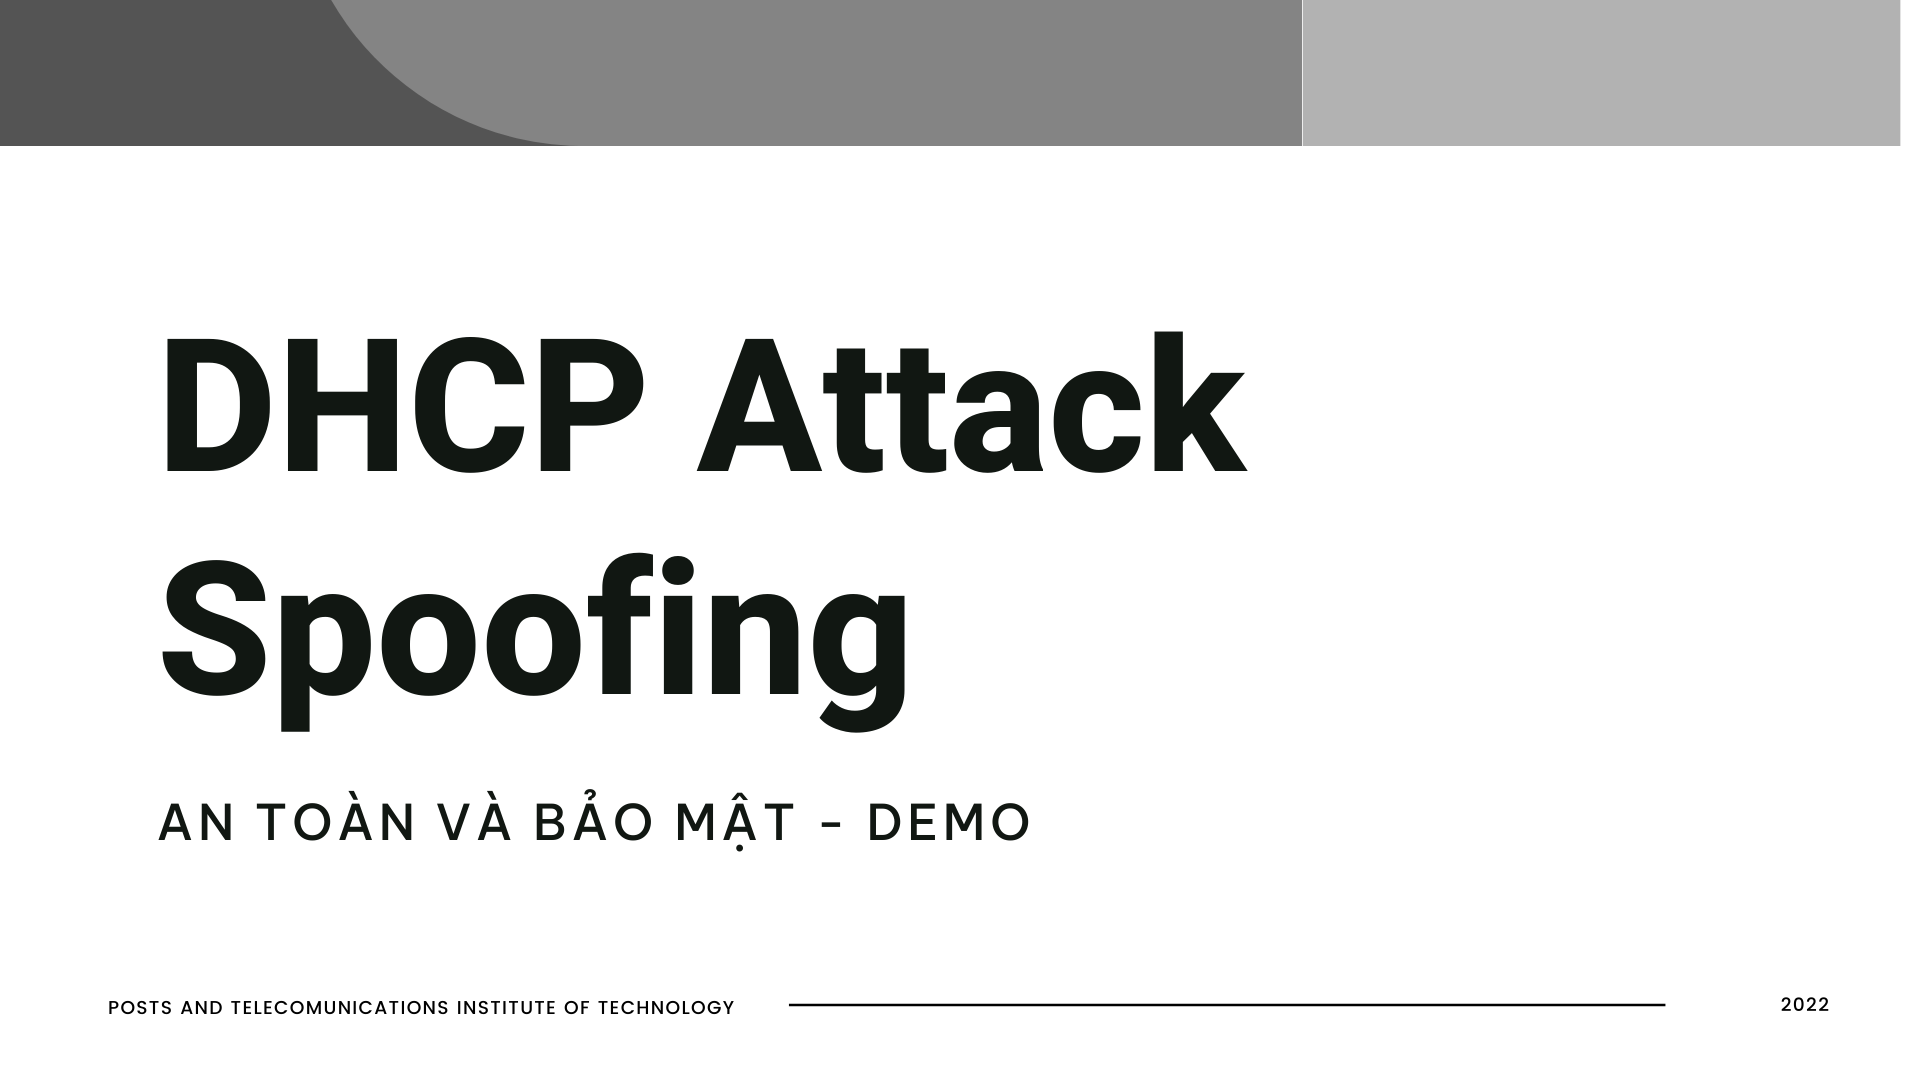 DHCP Attack
Spoofing
AN TOÀN VÀ BẢO MẬT - DEMO
POSTS AND TELECOMUNICATIONS INSTITUTE OF TECHNOLOGY
2022